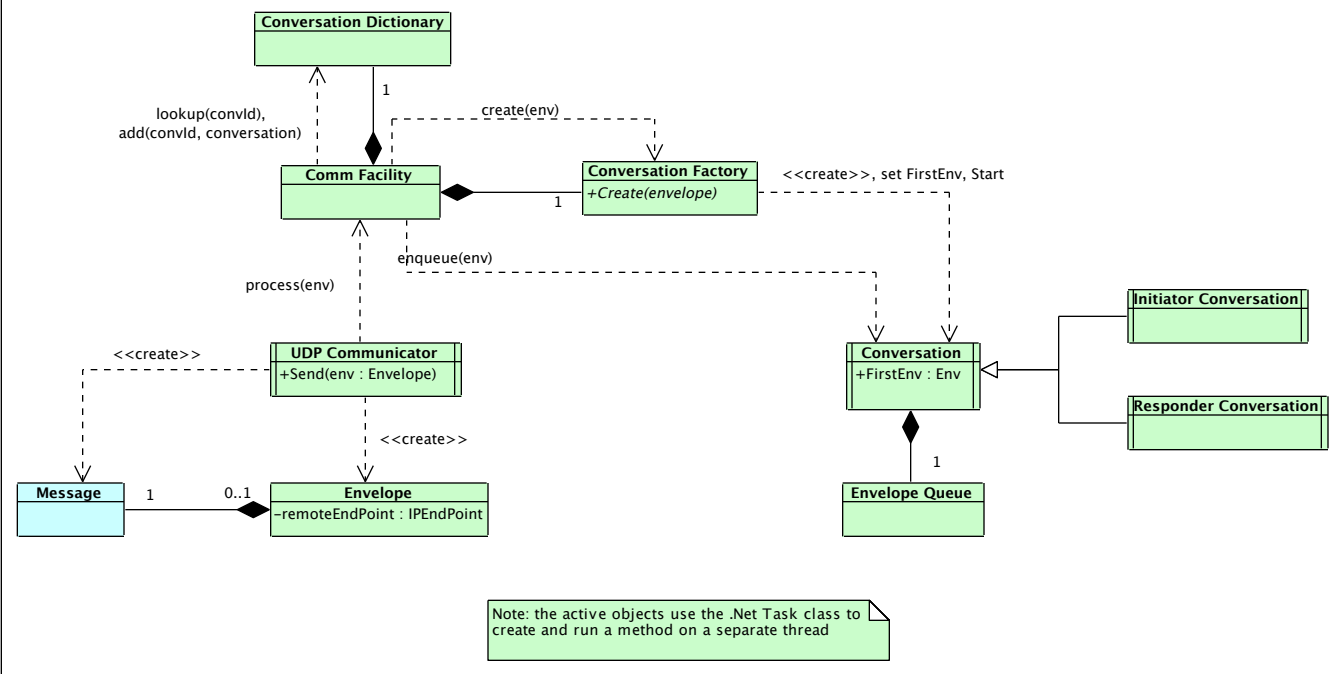 Conversation Dictionary
1
lookup(convId),
add(convId, conversation)
create(env)
Comm Facility
Conversation Factory
+Create(envelope)
1
<<create>>, set FirstEnv, Start
enqueue(env)
process(env)
Initiator Conversation
<<create>>
UDP Communicator
+Send(env : Envelope)
Conversation
+FirstEnv : Env
Responder Conversation
<<create>>
1
Message
1
0..1
Envelope
-remoteEndPoint : IPEndPoint
Envelope Queue
Note: the active objects use the .Net Task class to
create and run a method on a separate thread